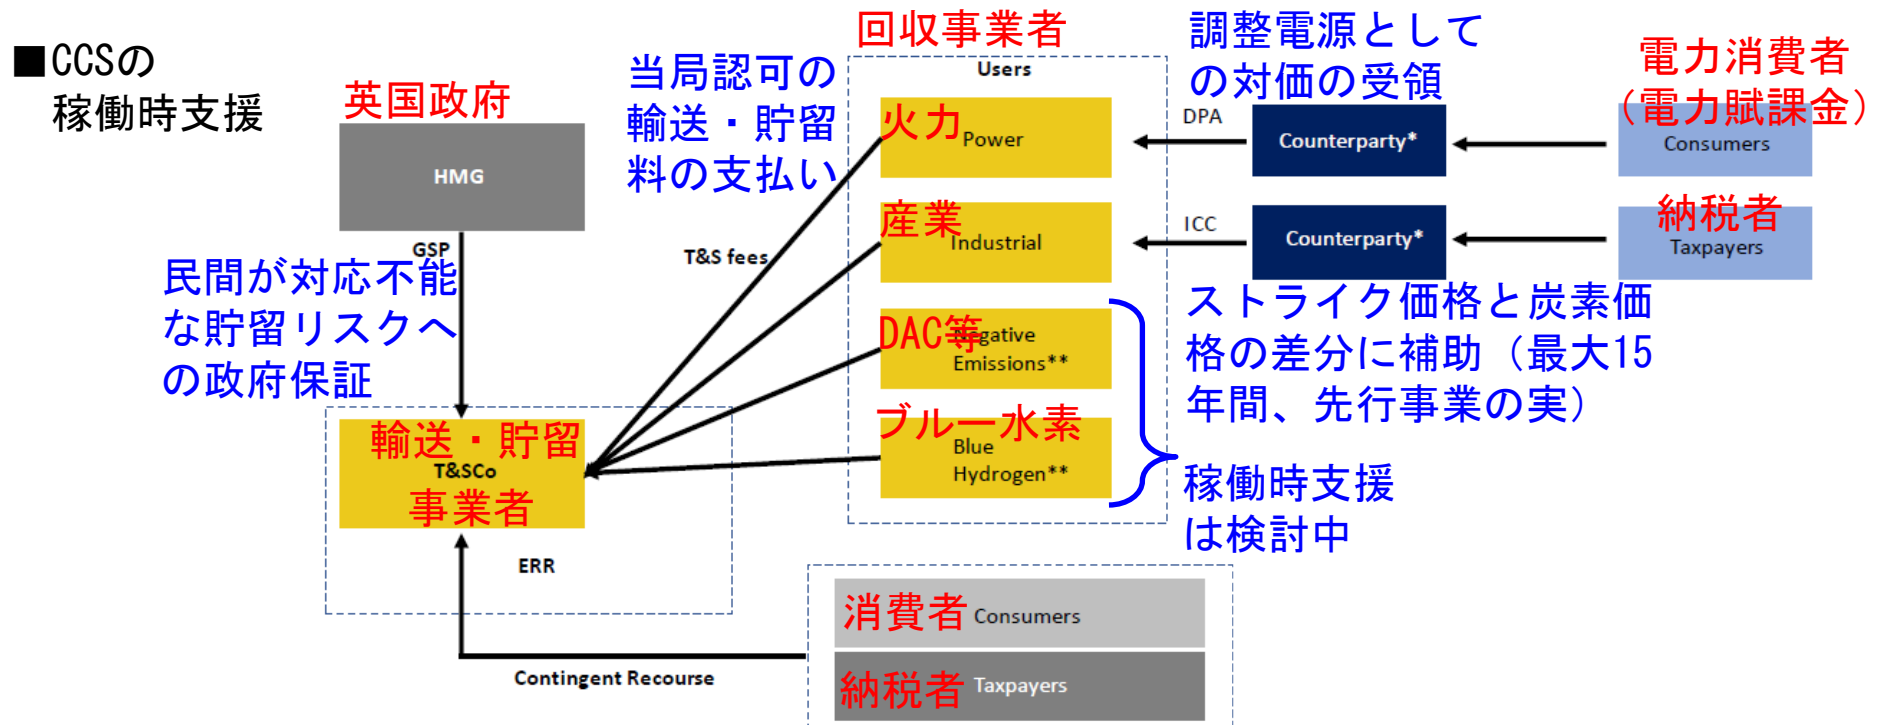 ■CCSの
稼働時支援
英国政府
HMG
GSP
民間が対応不能
な貯留リスクへ
の政府保証
輸送・貯留
T&SCo
事業者
ERR
Contingent Recourse
当局認可の
輸送・貯留
料の支払い
T&S fees
回収事業者
Users
火力
Power
産業
Industrial
DAC等
Negative
Emissions**
ブルー水素
Blue
Hydrogen**
調整電源として
の対価の受領
DPA
Counterparty*
電力消費者
（電力賦課金）
Consumers
ICC
Counterparty*
納税者
Taxpayers
ストライク価格と炭素価
格の差分に補助（最大15
年間、先行事業の実）
稼働時支援
は検討中
消費者 Consumers
納税者 Taxpayers